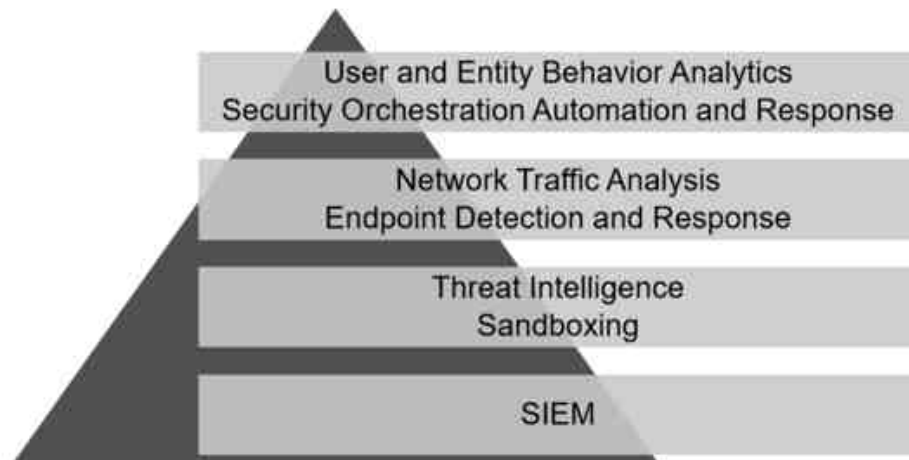 User and Entity Behavior Analytics
Security Orchestration Automation and Response
Network Traffic Analysis
Endpoint Detection and Response
Threat Intelligence
Sandboxing
SIEM